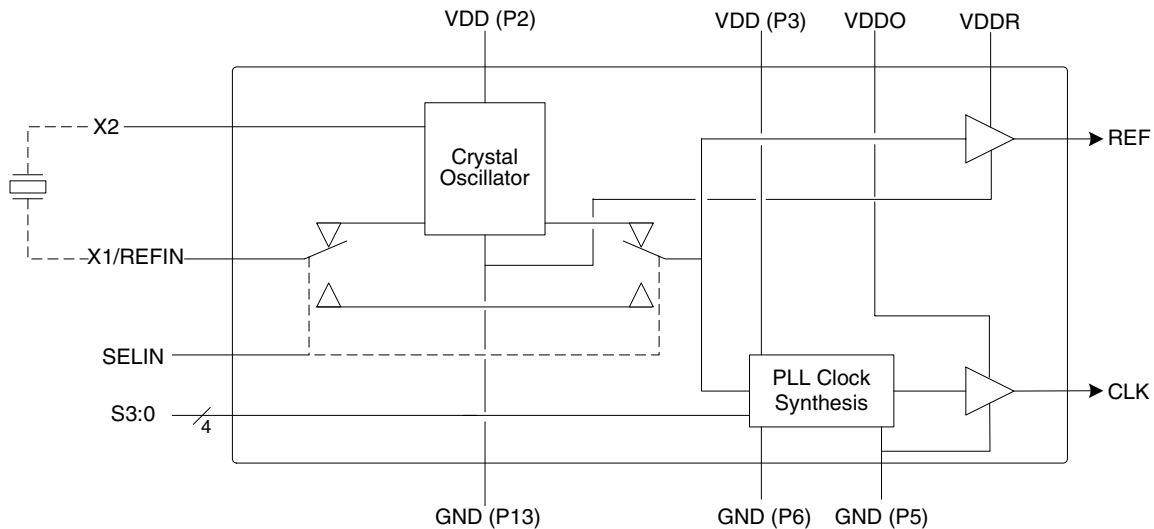 VDD (P2)
VDD (P3)
VDDO
VDDR
X2
Crystal
Oscillator
REF
X1/REFIN
SELIN
PLL Clock
Synthesis
CLK
S3:0
4
GND (P13)
GND (P6)
GND (P5)